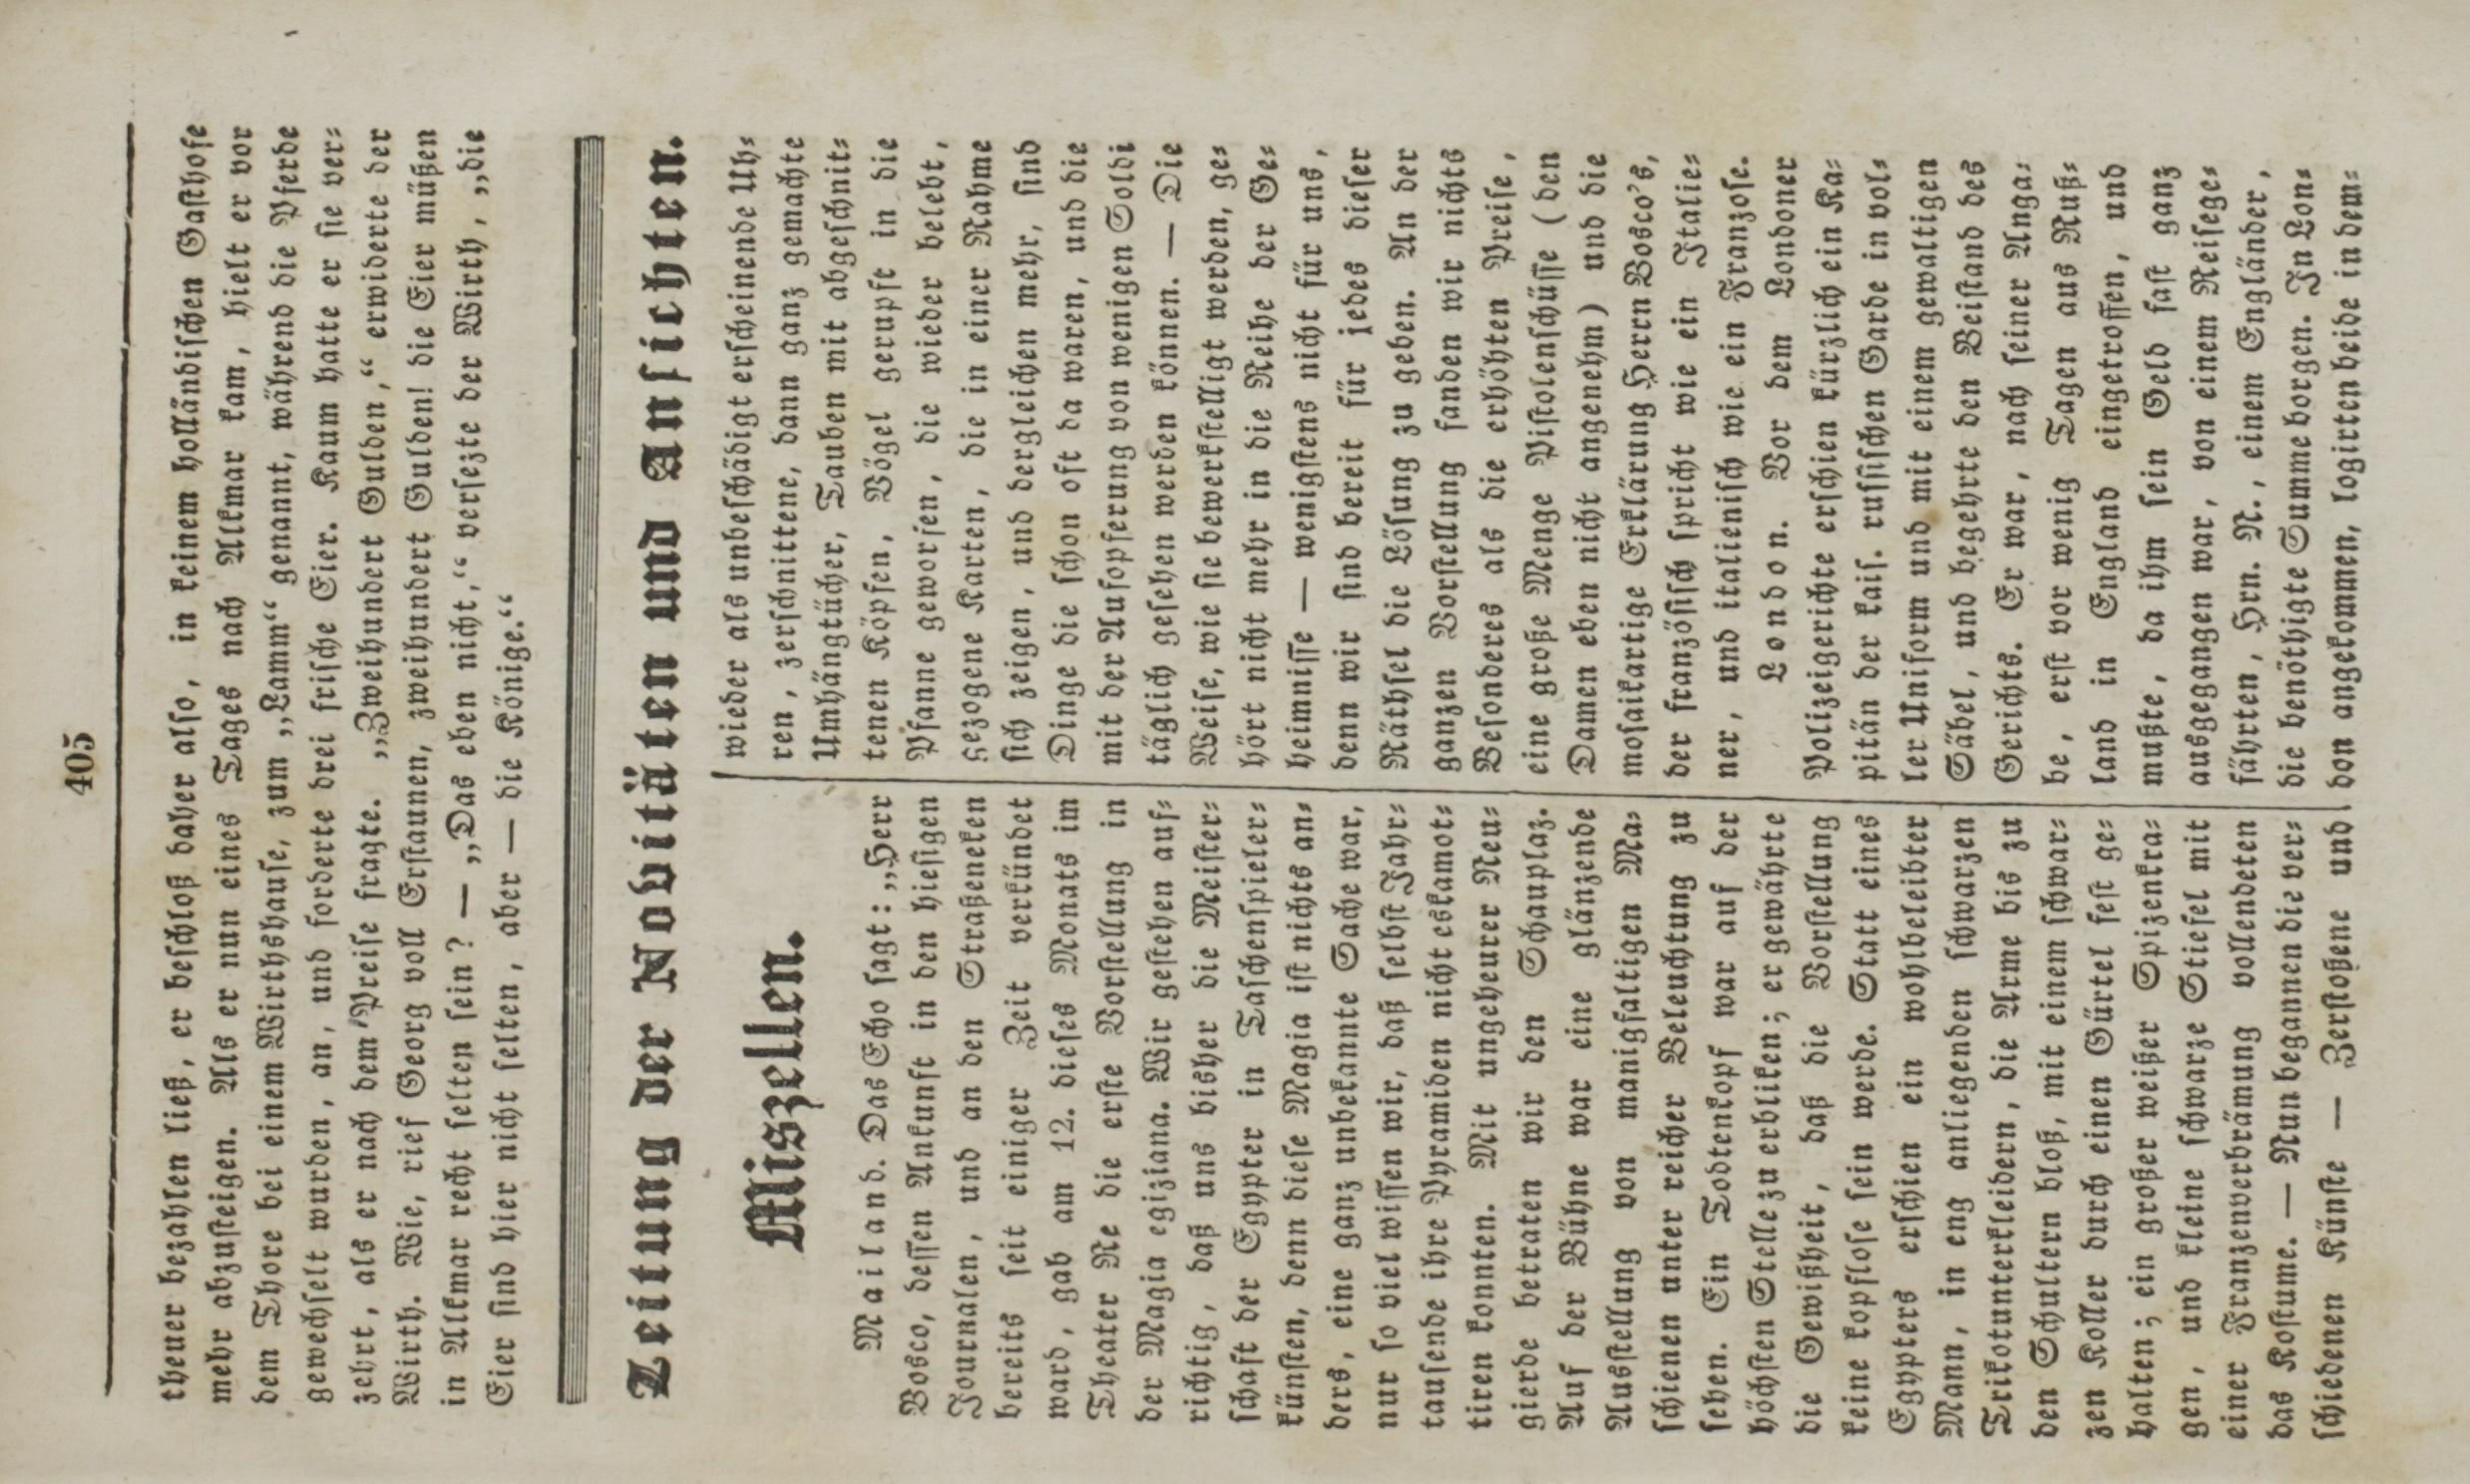 405
theuer bezahlen ließ, er beschloß daher also, in keinem holländischen Gasthofe
mehr abzusteigen. Als er nun eines Tages nach Alkmar kam, hielt er vor
dem Thore bei einem Wirthshause, zum „Lamm“ genannt, während die Pferde
gewechselt wurden, an, und forderte drei frische Eier. Kaum hatte er sie ver-
zehrt, als er nach dem Preise fragte. „Zweihundert Gulden,“ erwiderte der
Wirth. Wie, rief Georg voll Erstaunen, zweihundert Gulden! die Eier müßen
in Alkmar recht selten sein? — „Das eben nicht,“ versezte der Wirth, „die
Eier sind hier nicht selten, aber — die Könige.“
Zeitung der Novitäten und Ansichten.
Miszellen.
Mailand. Das Echo sagt: „Herr
Bosco, dessen Ankunft in den hiesigen
Journalen, und an den Straßeneken
bereits seit einiger Zeit verkündet
ward, gab am 12. dieses Monats im
Theater Re die erste Vorstellung in
der Magia egiziana. Wir gestehen auf-
richtig, daß uns bisher die Meister-
schaft der Egypter in Taschenspieler-
künsten, denn diese Magia ist nichts an-
ders, eine ganz unbekannte Sache war,
nur so viel wissen wir, daß selbst Jahr-
tausende ihre Pyramiden nicht eskamot-
tiren konnten. Mit ungeheurer Neu-
gierde betraten wir den Schauplaz.
Auf der Bühne war eine glänzende
Ausstellung von manigfaltigen Ma-
schienen unter reicher Beleuchtung zu
sehen. Ein Todtenkopf war auf der
höchsten Stelle zu erbliken; er gewährte
die Gewißheit, daß die Vorstellung
keine kopflose sein werde. Statt eines
Egypters erschien ein wohlbeleibter
Mann, in eng anliegenden schwarzen
Trikotunterkleidern, die Arme bis zu
den Schultern bloß, mit einem schwar-
zen Koller durch einen Gürtel fest ge-
halten; ein großer weißer Spizenkra-
gen, und kleine schwarze Stiefel mit
einer Franzenverbrämung vollendeten
das Kostume. — Nun begannen die ver-
schiedenen Künste — Zerstoßene und
wieder als unbeschädigt erscheinende Uh-
ren, zerschnittene, dann ganz gemachte
Umhängtücher, Tauben mit abgeschnit-
tenen Köpfen, Vögel gerupft in die
Pfanne geworfen, die wieder belebt,
gezogene Karten, die in einer Rahme
sich zeigen, und dergleichen mehr, sind
Dinge die schon oft da waren, und die
mit der Aufopferung von wenigen Soldi
täglich gesehen werden können. — Die
Weise, wie sie bewerkstelligt werden, ge-
hört nicht mehr in die Reihe der Ge-
heimnisse — wenigstens nicht für uns,
denn wir sind bereit für jedes dieser
Räthsel die Lösung zu geben. An der
ganzen Vorstellung fanden wir nichts
Besonderes als die erhöhten Preise,
eine große Menge Pistolenschüsse (den
Damen eben nicht angenehm) und die
mosaikartige Erklärung Herrn Bosco's,
der französisch spricht wie ein Italie-
ner, und italienisch wie ein Franzose.
London. Vor dem Londoner
Polizeigerichte erschien kürzlich ein Ka-
pitän der kais. russischen Garde in vol-
ler Uniform und mit einem gewaltigen
Säbel, und begehrte den Beistand des
Gerichts. Er war, nach seiner Anga-
be, erst vor wenig Tagen aus Ruß-
land in England eingetroffen, und
mußte, da ihm sein Geld fast ganz
ausgegangen war, von einem Reisege-
fährten, Hrn. N., einem Engländer,
die benöthigte Summe borgen. In Lon-
don angekommen, logirten beide in dem-